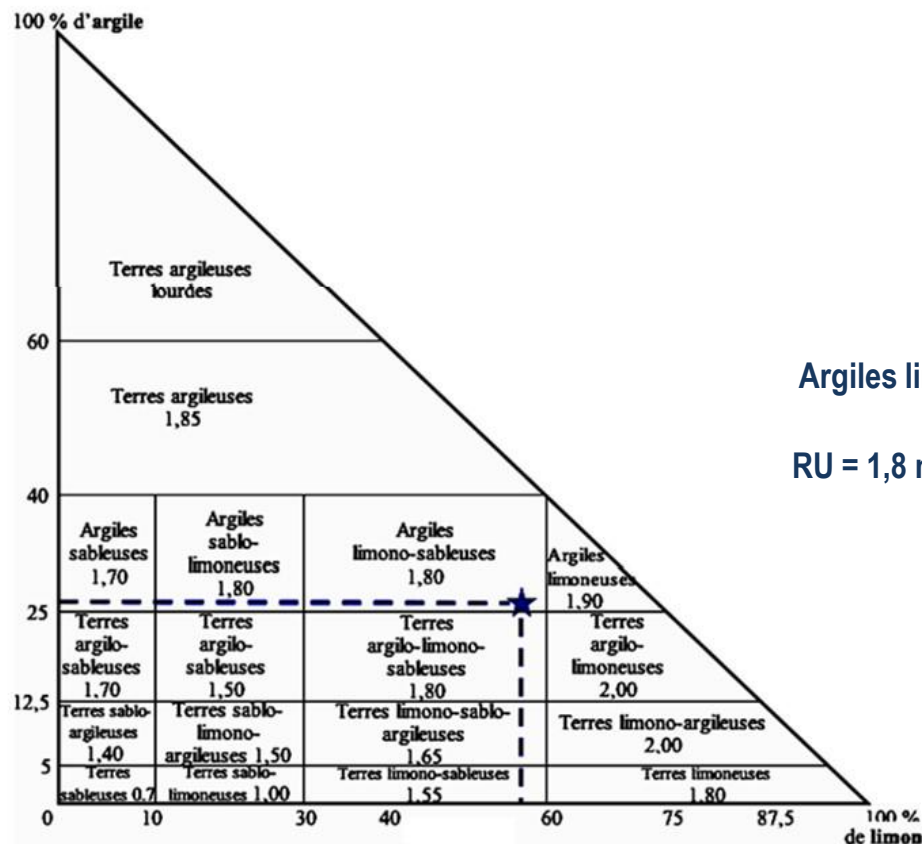 100 % d'argile
Terres argileuses
lourdes
60
Terres argileuses
1,85
40
Argiles
sableuses
1,70
Argiles
sablo-
limoneuses
1,80
Argiles
limono-sableuses
1,80
Argiles
limoneuses
1,90
25
Terres
argilo-
sableuses
1,70
Terres
argilo-
sableuses
1,50
Terres
argilo-limono-
sableuses
1,80
Terres
argilo-
limoneuses
2,00
12,5
Terres sablo-
argileuses
1,40
Terres sablo-
limono-
argileuses 1,50
Terres limono-sablo-
argileuses
1,65
Terres limono-argileuses
2,00
5
Terres
sableuses 0.7
Terres sablo-
limoneuses 1,00
Terres limono-sableuses
1,55
Terres limoneuses
1,80
0 10 30 40 60 75 87,5 100 %
de limon
Argiles li
RU = 1,8